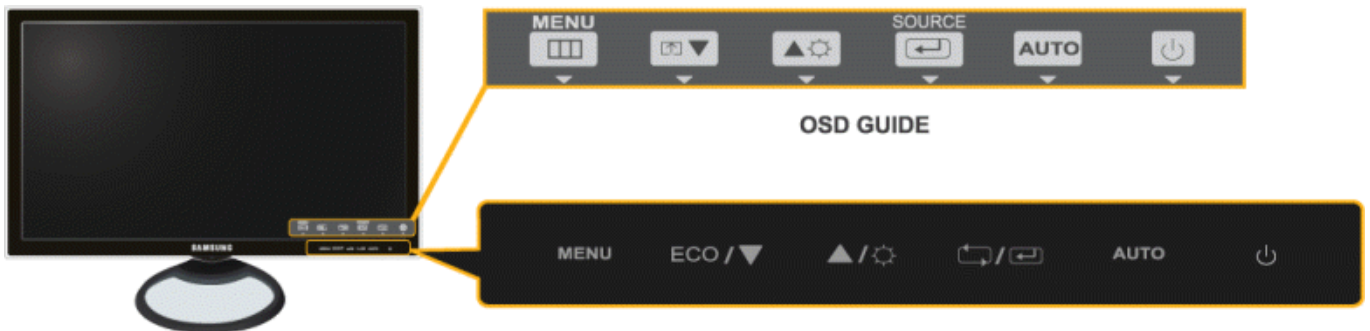 MENU SOURCE
AUTO
OSD GUIDE
SAMSUNG
MENU ECO/▼ ▲/ / AUTO